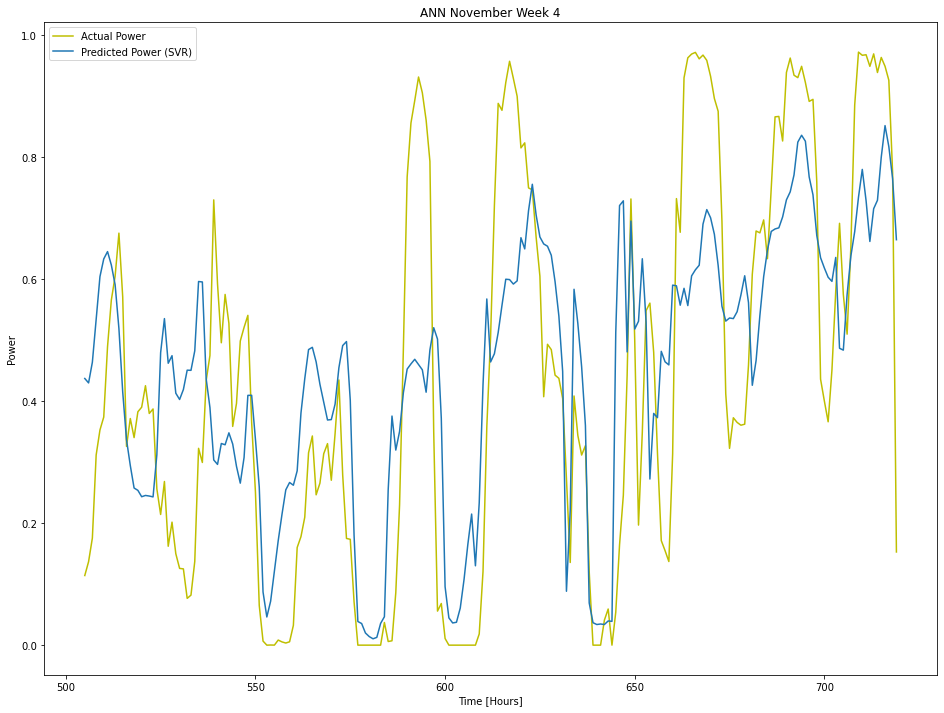 ANN November Week 4
Actual Power
Predicted Power (SVR)
1.0
0.8
0.6
0.4
0.2
0.0
Power
500
550
600
650
700
Time [Hours]